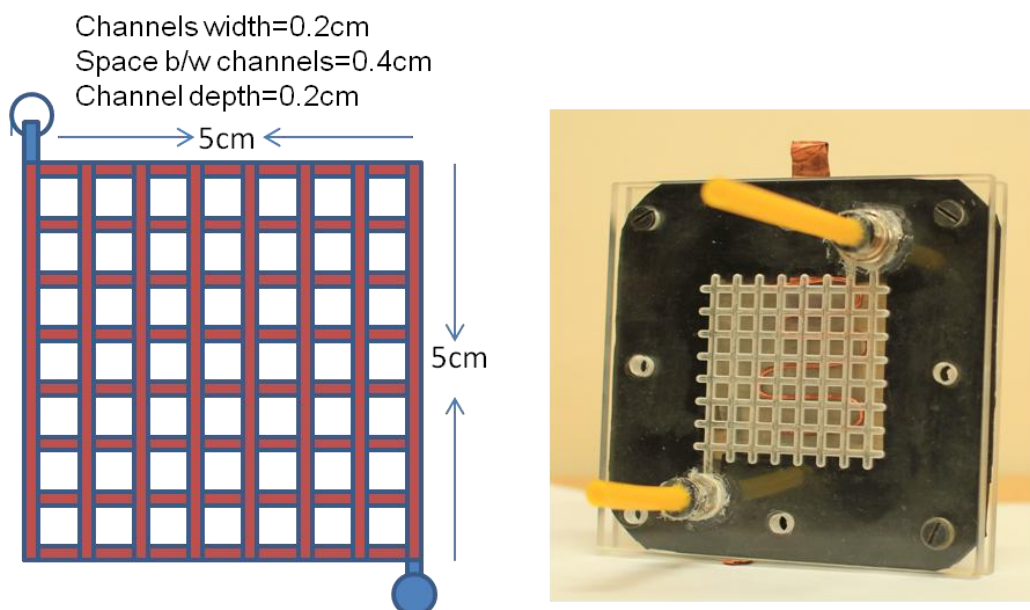 Channels width=0.2cm
Space b/w channels=0.4cm
Channel depth=0.2cm
5cm
5cm